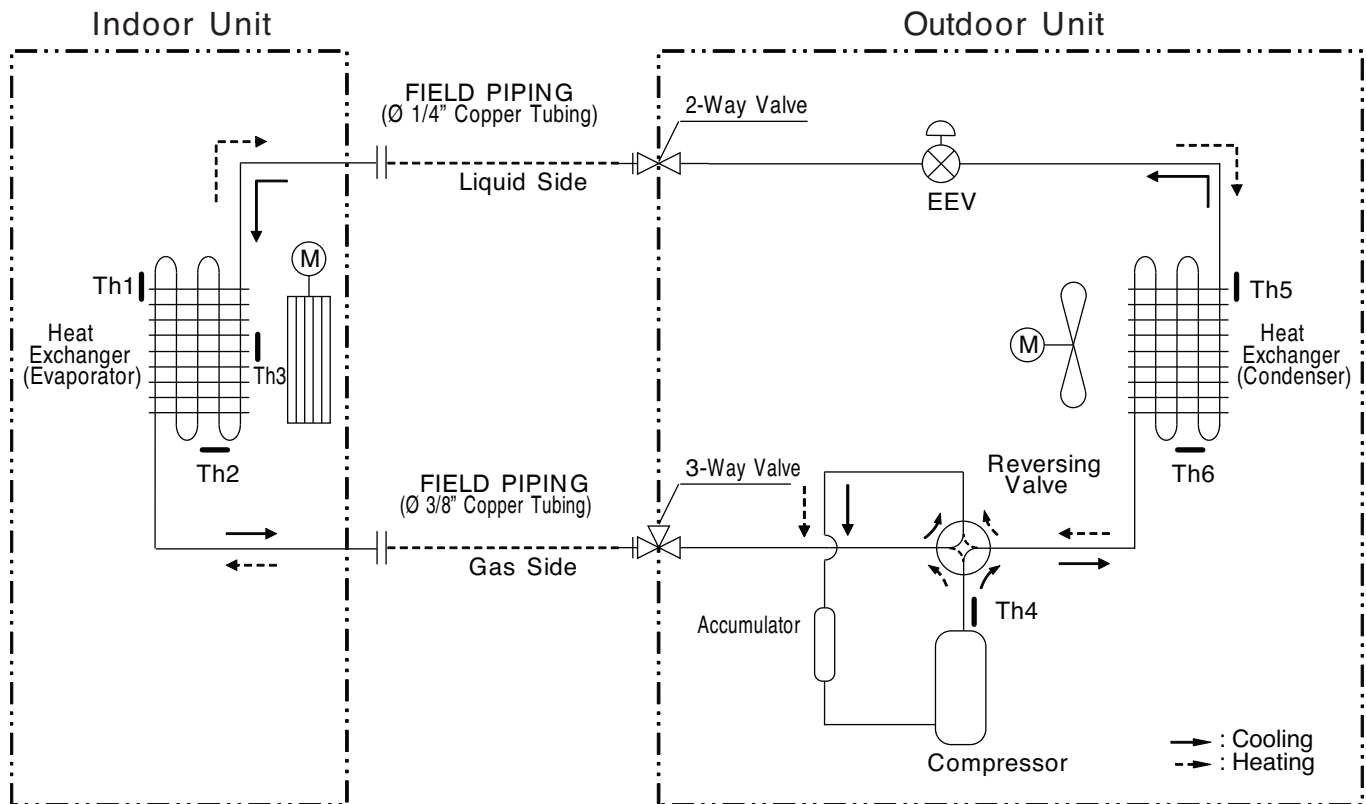 Indoor Unit
Outdoor Unit
FIELD PIPING
(Ø 1/4” Copper Tubing)
2-Way Valve
Liquid Side
EEV
M
Th1
Th5
Heat
Exchanger
(Evaporator)
Th3
M
Heat
Exchanger
(Condenser)
Th2
Th6
FIELD PIPING
(Ø 3/8” Copper Tubing)
3-Way Valve
Reversing
Valve
Gas Side
Th4
Accumulator
Compressor
: Cooling
: Heating